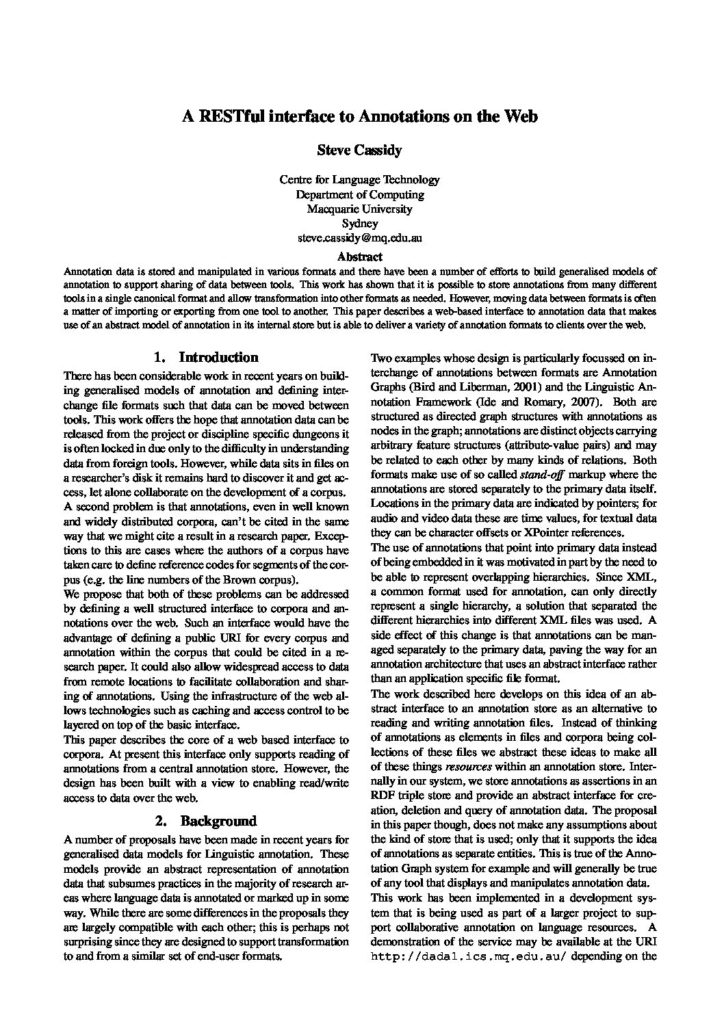 A RESTful interface to Annotations on the Web
Steve Cassidy
Centre for Language Technology
Department of Computing
Macquarie University
Sydney
steve.cassidy@mq.edu.au
Abstract
Annotation data is stored and manipulated in various formats and there have been a number of efforts to build generalised models of
annotation to support sharing of data between tools. This work has shown that it is possible to store annotations from many different
tools in a single canonical format and allow transformation into other formats as needed. However, moving data between formats is often
a matter of importing or exporting from one tool to another. This paper describes a web-based interface to annotation data that makes
use of an abstract model of annotation in its internal store but is able to deliver a variety of annotation formats to clients over the web.
1. Introduction
There has been considerable work in recent years on build-
ing generalised models of annotation and defining inter-
change file formats such that data can be moved between
tools. This work offers the hope that annotation data can be
released from the project or discipline specific dungeons it
is often locked in due only to the difficulty in understanding
data from foreign tools. However, while data sits in files on
a researcher's disk it remains hard to discover it and get ac-
cess, let alone collaborate on the development of a corpus.
A second problem is that annotations, even in well known
and widely distributed corpora, can't be cited in the same
way that we might cite a result in a research paper. Excep-
tions to this are cases where the authors of a corpus have
taken care to define reference codes for segments of the cor-
pus (e.g. the line numbers of the Brown corpus).
We propose that both of these problems can be addressed
by defining a well structured interface to corpora and an-
notations over the web. Such an interface would have the
advantage of defining a public URI for every corpus and
annotation within the corpus that could be cited in a re-
search paper. It could also allow widespread access to data
from remote locations to facilitate collaboration and shar-
ing of annotations. Using the infrastructure of the web al-
lows technologies such as caching and access control to be
layered on top of the basic interface.
This paper describes the core of a web based interface to
corpora. At present this interface only supports reading of
annotations from a central annotation store. However, the
design has been built with a view to enabling read/write
access to data over the web.
2. Background
A number of proposals have been made in recent years for
generalised data models for Linguistic annotation. These
models provide an abstract representation of annotation
data that subsumes practices in the majority of research ar-
eas where language data is annotated or marked up in some
way. While there are some differences in the proposals they
are largely compatible with each other; this is perhaps not
surprising since they are designed to support transformation
to and from a similar set of end-user formats.
Two examples whose design is particularly focussed on in-
terchange of annotations between formats are Annotation
Graphs (Bird and Liberman, 2001) and the Linguistic An-
notation Framework (Ide and Romary, 2007). Both are
structured as directed graph structures with annotations as
nodes in the graph; annotations are distinct objects carrying
arbitrary feature structures (attribute-value pairs) and may
be related to each other by many kinds of relations. Both
formats make use of so called stand-off markup where the
annotations are stored separately to the primary data itself.
Locations in the primary data are indicated by pointers; for
audio and video data these are time values, for textual data
they can be character offsets or XPointer references.
The use of annotations that point into primary data instead
of being embedded in it was motivated in part by the need to
be able to represent overlapping hierarchies. Since XML,
a common format used for annotation, can only directly
represent a single hierarchy, a solution that separated the
different hierarchies into different XML files was used. A
side effect of this change is that annotations can be man-
aged separately to the primary data, paving the way for an
annotation architecture that uses an abstract interface rather
than an application specific file format.
The work described here develops on this idea of an ab-
stract interface to an annotation store as an alternative to
reading and writing annotation files. Instead of thinking
of annotations as elements in files and corpora being col-
lections of these files we abstract these ideas to make all
of these things resources within an annotation store. Inter-
nally in our system, we store annotations as assertions in an
RDF triple store and provide an abstract interface for cre-
ation, deletion and query of annotation data. The proposal
in this paper though, does not make any assumptions about
the kind of store that is used; only that it supports the idea
of annotations as separate entities. This is true of the Anno-
tation Graph system for example and will generally be true
of any tool that displays and manipulates annotation data.
This work has been implemented in a development sys-
tem that is being used as part of a larger project to sup-
port collaborative annotation on language resources. A
demonstration of the service may be available at the URI
http://dada1.ics.mq.edu.au/ depending on the